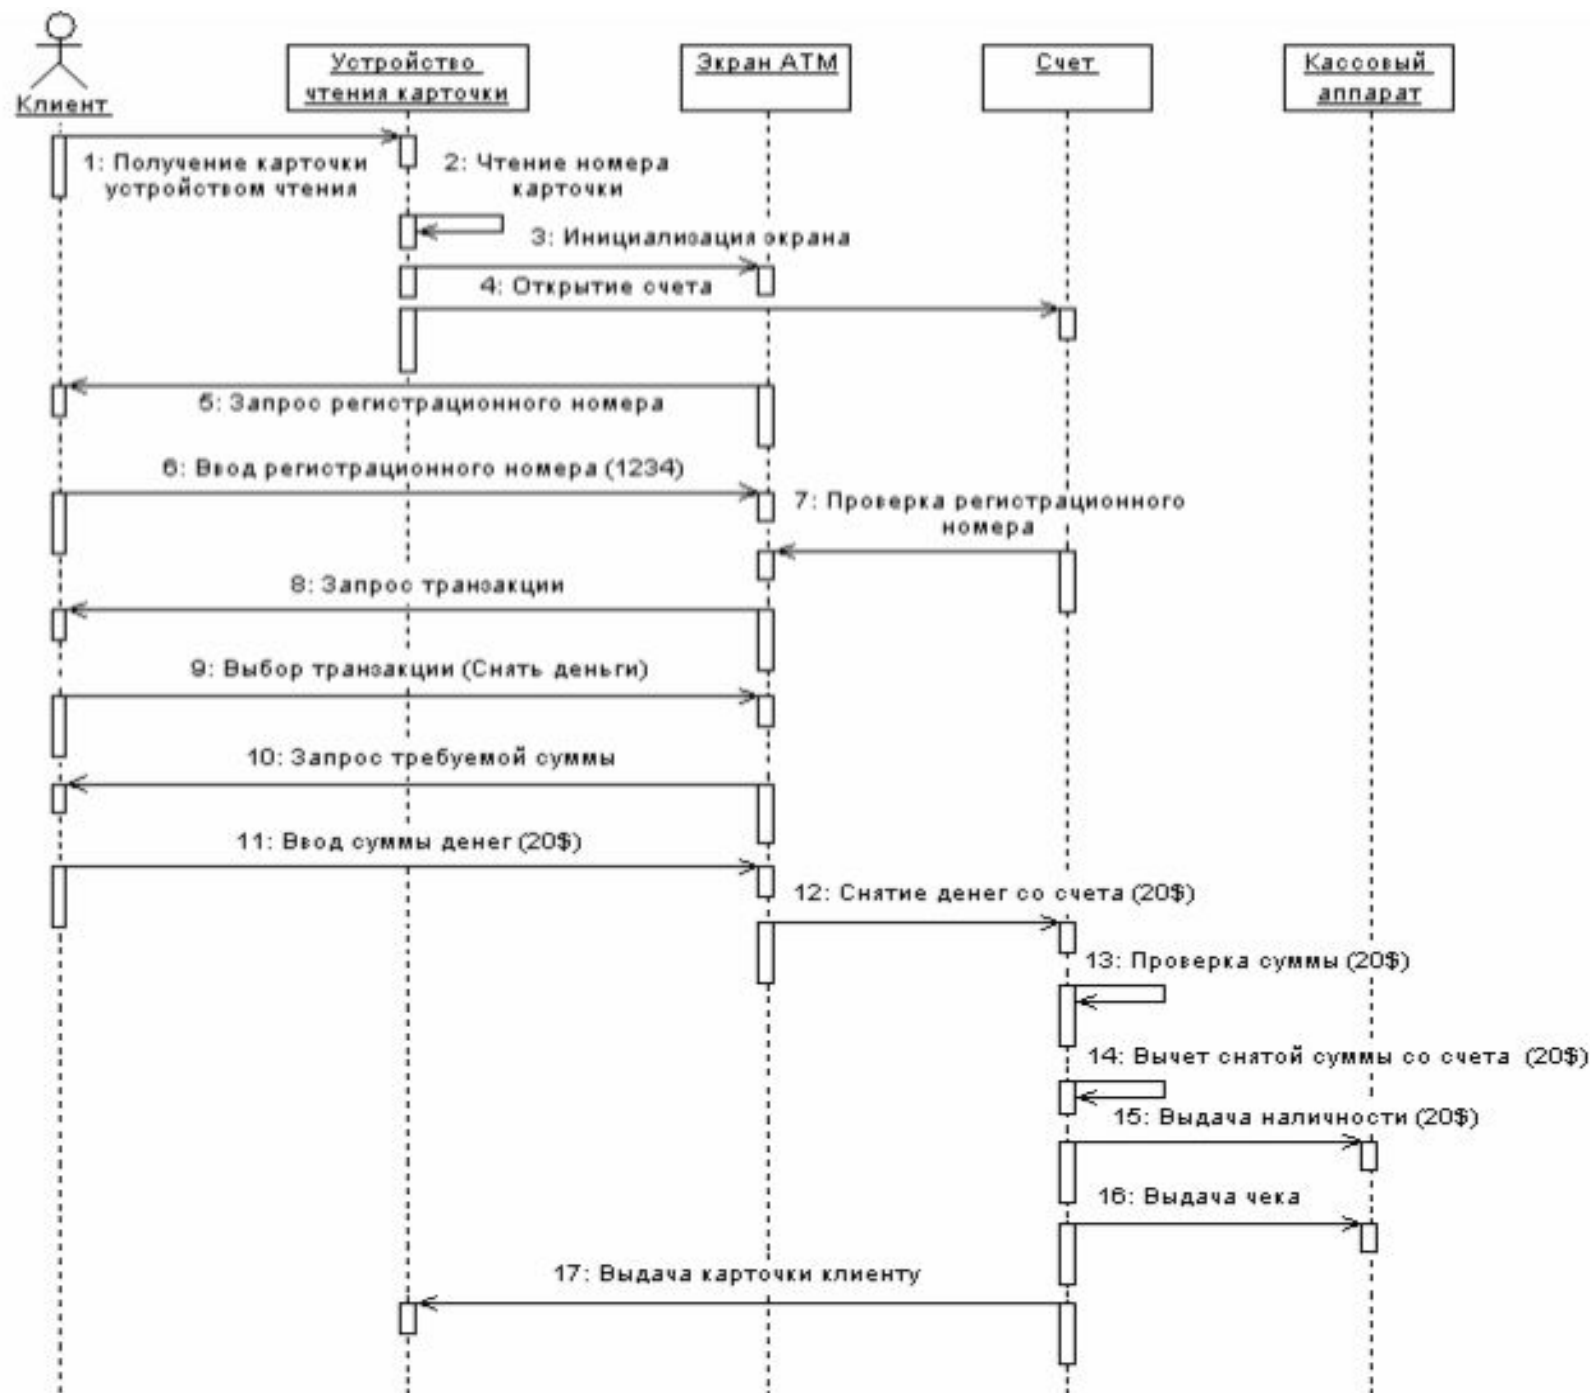 Клиент
Устройство
чтения карточки
Экран ATM
Счет
Кассовый
аппарат
1: Получение карточки
устройством чтения
2: Чтение номера
карточки
3: Инициализация экрана
4: Открытие счета
5: Запрос регистрационного номера
6: Ввод регистрационного номера (1234)
7: Проверка регистрационного
номера
8: Запрос транзакции
9: Выбор транзакции (Снять деньги)
10: Запрос требуемой суммы
11: Ввод суммы денег (20$)
12: Снятие денег со счета (20$)
13: Проверка суммы (20$)
14: Вычет снятой суммы со счета (20$)
15: Выдача наличности (20$)
16: Выдача чека
17: Выдача карточки клиенту